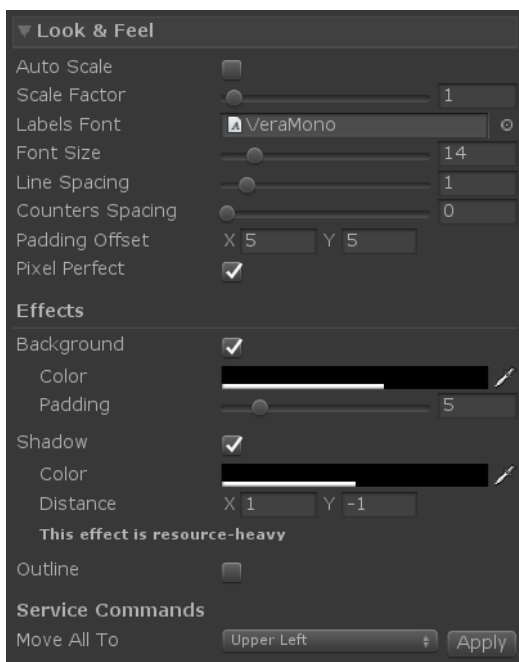 Look & Feel
Auto Scale
Scale Factor 1
Labels Font VeraMono
Font Size 14
Line Spacing 1
Counters Spacing 0
Padding Offset X 5 Y 5
Pixel Perfect
Effects
Background
Color
Padding 5
Shadow
Color
Distance X 1 Y -1
This effect is resource-heavy
Outline
Service Commands
Move All To Upper Left Apply